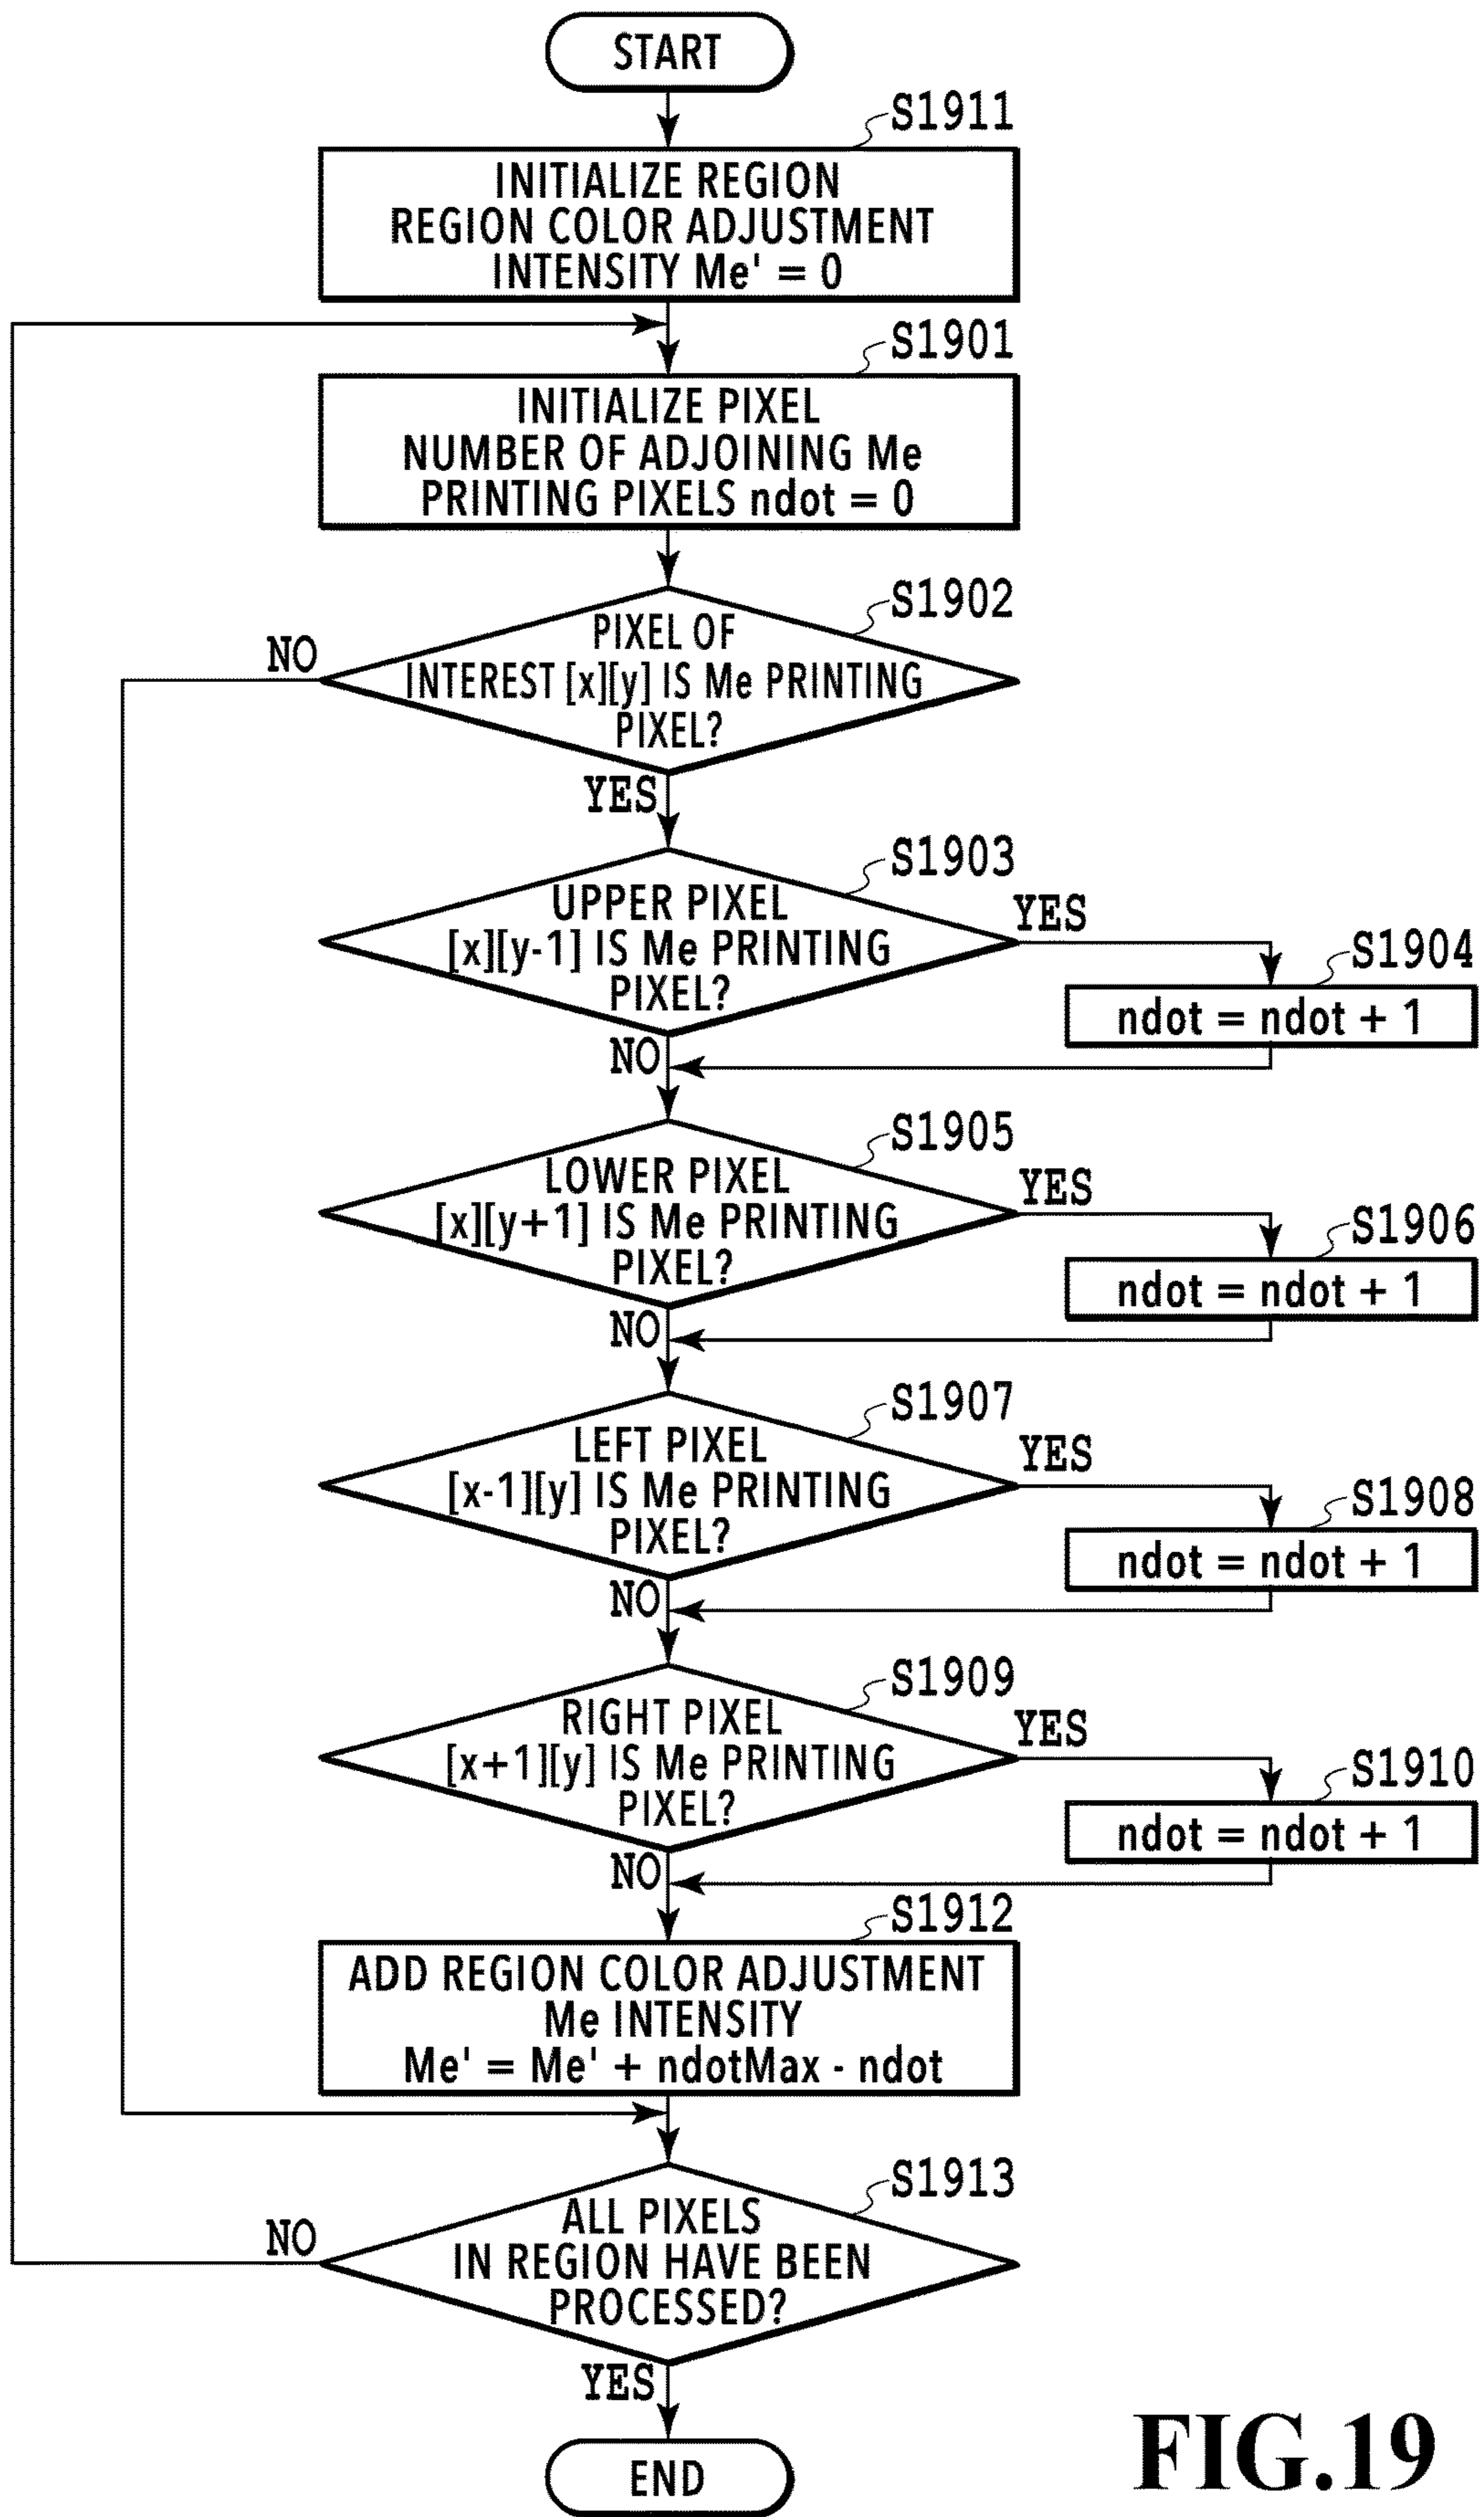 START
S1911
INITIALIZE REGION
REGION COLOR ADJUSTMENT
INTENSITY Me' = 0
S1901
INITIALIZE PIXEL
NUMBER OF ADJOINING Me
PRINTING PIXELS ndot = 0
S1902
PIXEL OF
INTEREST [x][y] IS Me PRINTING
PIXEL?
NO
YES
S1903
UPPER PIXEL
[x][y-1] IS Me PRINTING
PIXEL?
YES
NO
S1904
ndot = ndot + 1
S1905
LOWER PIXEL
[x][y+1] IS Me PRINTING
PIXEL?
YES
NO
S1906
ndot = ndot + 1
S1907
LEFT PIXEL
[x-1][y] IS Me PRINTING
PIXEL?
YES
NO
S1908
ndot = ndot + 1
S1909
RIGHT PIXEL
[x+1][y] IS Me PRINTING
PIXEL?
YES
NO
S1910
ndot = ndot + 1
S1912
ADD REGION COLOR ADJUSTMENT
Me INTENSITY
Me' = Me' + ndotMax - ndot
S1913
ALL PIXELS
IN REGION HAVE BEEN
PROCESSED?
NO
YES
END
FIG.19